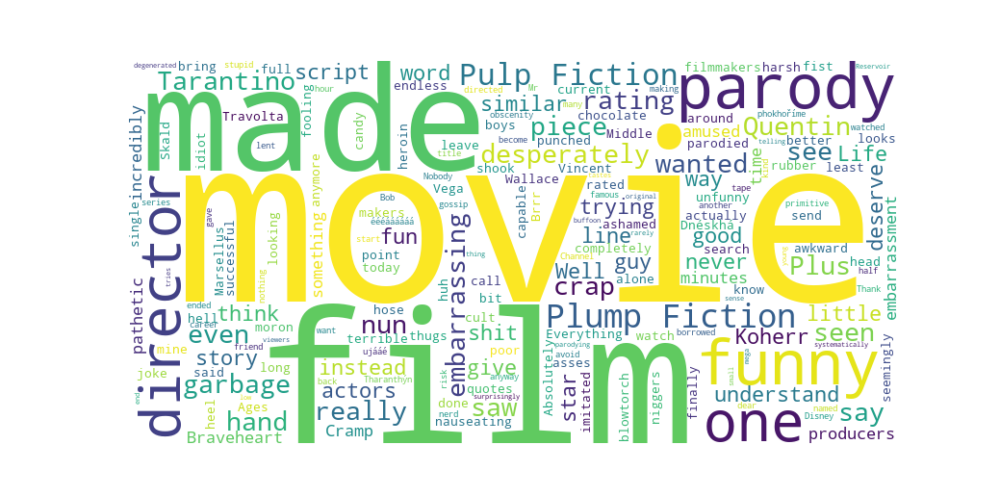 degenerated
bring
full
script
word
Pulp Fiction
filmmakers
harsh
fist
Reservoir
Tarantino
endless
similar
rating
current
making
parody
Travolta
fooling
hour
candy
Mr
directed
many
obscenity
chocolate
around
phokhoříme
made
boys
piece
Middle
amused
Quentin
watched
incredibly
skald
idiot
lent
heroin
leave
title
become
punched
parodied
telling
better
looks
desperately
wanted
see
Life
least
shook
Vincent
kind
time
rubber
single
series
anymore
Nobody
Vega
Wallace
rated
way
unfunny
tape
actually
send
primitive
deserve
director
gave
Bob
gossip
capable
famous
original
trying
ashamed
another
movie
makers
éééáááááá
buffoon
rarely
Dneskha
line
good
search
awkward
Marsellus
successful
looking
something
start
fun
thing
Brrr
Channel
completely
never
Plus
head
embarrassment
pathetic
tries
nothing
point
today
embarrassing
huh
call
Well
guy
alone
minutes
half
crap
know
young
Thank
ended
hell
career
think
hose
bit
cult
Plump Fiction
sense
little
seemingly
even
moron
want
nun
shit
Everything
watch
borrowed
Koherr
seen
systematically
mine
friend
viewers
terrible
thugs
poor
parodying
avoid
asses
film
funny
joke
story
said
long
ujááé
instead
give
risk
anyway
Absolutely
star
imitated
small
mega
garbage
actors
back
Tharanthyn
quotes
surprisingly
blowtorch
niggers
finally
understand
Disney
and
heel
Ages
low
really
done
saw
dear
named
say
hand
nerd
one
Braveheart
Cramp
nauseating
producers
stupid